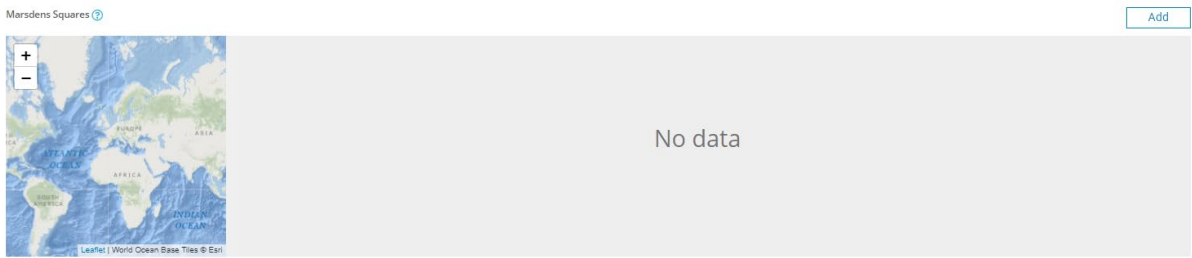 Marsdens Squares ?
Add
+
−
EUROPE
ASIA
ATLANTIC
OCEAN
AFRICA
SOUTH
AMERICA
INDIAN
OCEAN
No data
Leaflet | World Ocean Base Tiles © Esri